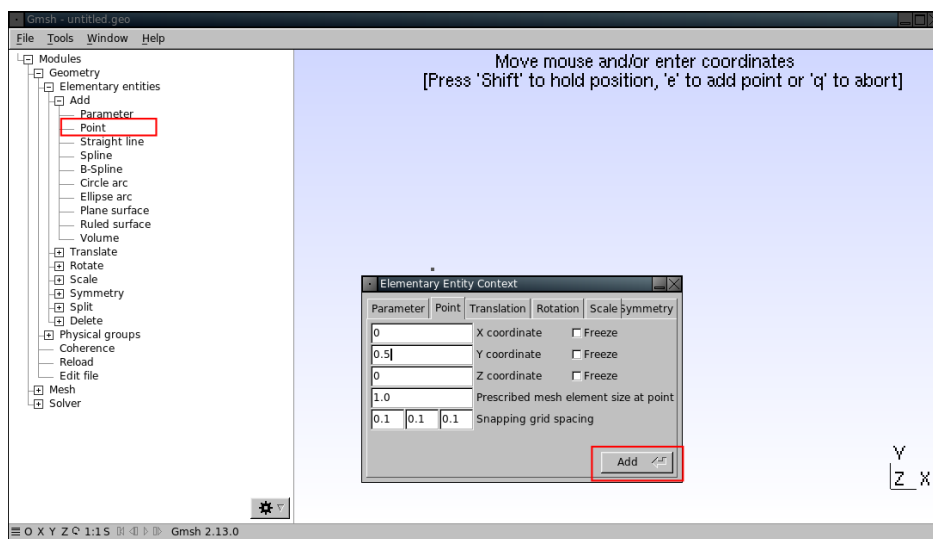 Gmsh - untitled.geo
File Tools Window Help
Modules
Geometry
Elementary entities
Add
Parameter
Point
Straight line
Spline
B-Spline
Circle arc
Ellipse arc
Plane surface
Ruled surface
Volume
Translate
Rotate
Scale
Symmetry
Split
Delete
Physical groups
Coherence
Reload
Edit file
Mesh
Solver
Move mouse and/or enter coordinates
[Press 'Shift' to hold position, 'e' to add point or 'q' to abort]
Elementary Entity Context
Parameter Point Translation Rotation Scale Symmetry
0 X coordinate Freeze
0.5 Y coordinate Freeze
0 Z coordinate Freeze
1.0 Prescribed mesh element size at point
0.1 0.1 0.1 Snapping grid spacing
Add
Y
Z X
O X Y Z 1:1 S Gmsh 2.13.0